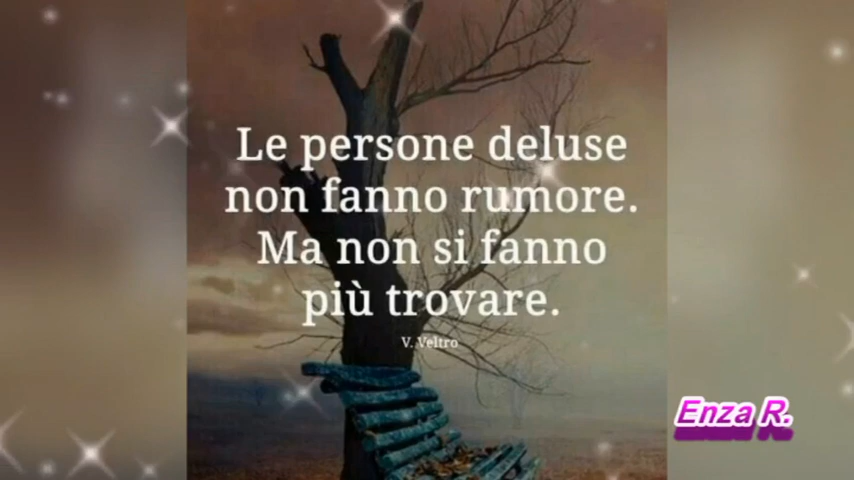 Le persone deluse
non fanno rumore.
Ma non si fanno
più trovare.
V. Veltro
Enza R.